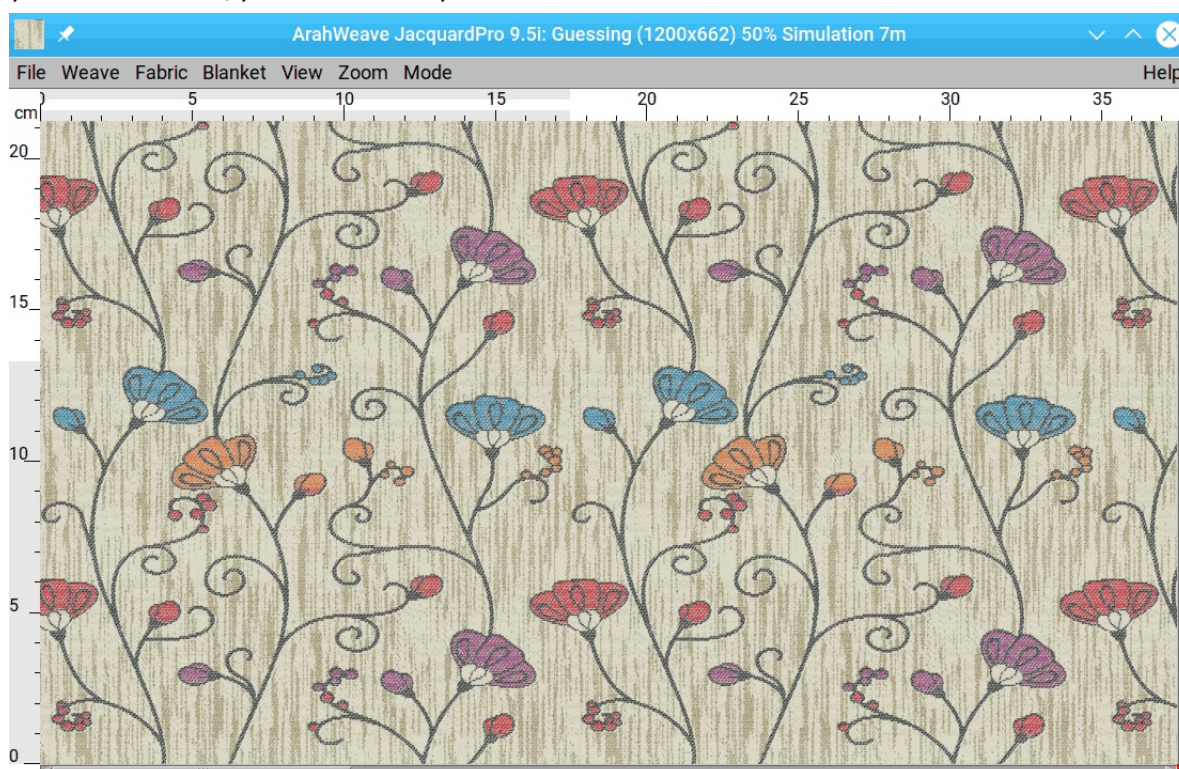 ArahWeave JacquardPro 9.5i: Guessing (1200x662) 50% Simulation 7m
File Weave Fabric Blanket View Zoom Mode Help
5 10 15 20 25 30 35
cm
20
15
10
5
0